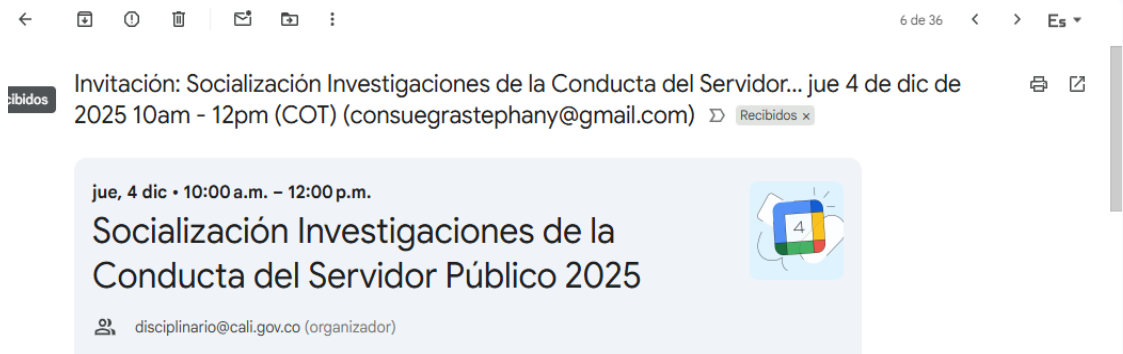 6 de 36
Es
cibidos
Invitación: Socialización Investigaciones de la Conducta del Servidor... jue 4 de dic de
2025 10am - 12pm (COT) (consuegrastephany@gmail.com)
Recibidos x
jue, 4 dic • 10:00 a.m. – 12:00 p.m.
Socialización Investigaciones de la
Conducta del Servidor Público 2025
4
disciplinario@cali.gov.co (organizador)